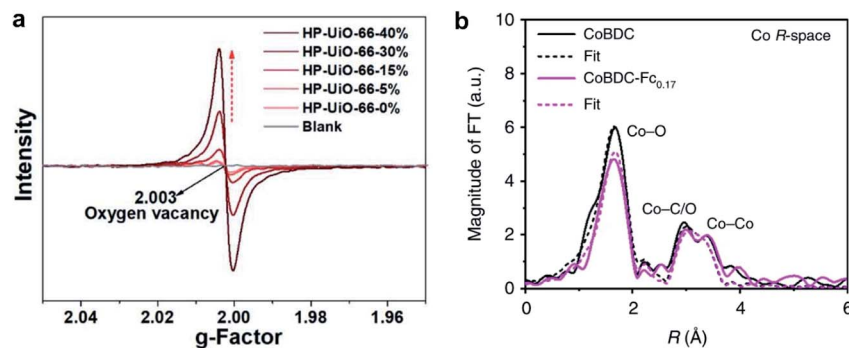 a
HP-UiO-66-40%
HP-UiO-66-30%
HP-UiO-66-15%
HP-UiO-66-5%
HP-UiO-66-0%
Blank
2.003
Oxygen vacancy
Intensity
2.04
2.02
2.00
1.98
1.96
g-Factor
b
CoBDC
Fit
CoBDC-Fc0.17
Fit
Co R-space
Co–O
Co–C/O
Co–Co
Magnitude of FT (a.u.)
10
8
6
4
2
0
0
2
4
6
R (Å)